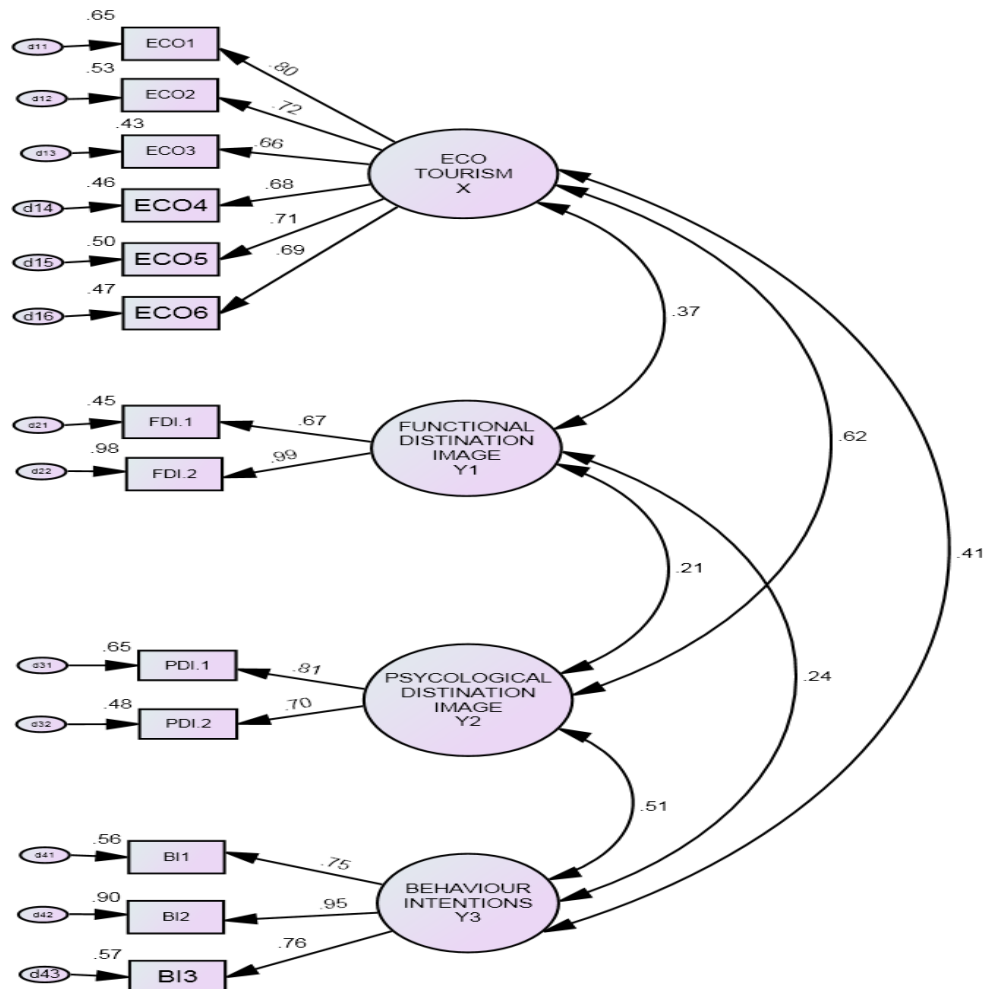 .65
d11
ECO1
.80
.53
d12
ECO2
.72
.43
d13
ECO3
.66
.46
d14
ECO4
.68
.50
d15
ECO5
.71
.47
d16
ECO6
.69
ECO
TOURISM
X
.37
.62
.41
.45
d21
FDI.1
.67
.98
d22
FDI.2
.99
FUNCTIONAL
DISTINATION
IMAGE
Y1
.21
.24
.65
d31
PDI.1
.81
.48
d32
PDI.2
.70
PSYCOLOGICAL
DISTINATION
IMAGE
Y2
.51
.56
d41
BI1
.75
.90
d42
BI2
.95
.57
d43
BI3
.76
BEHAVIOUR
INTENTIONS
Y3